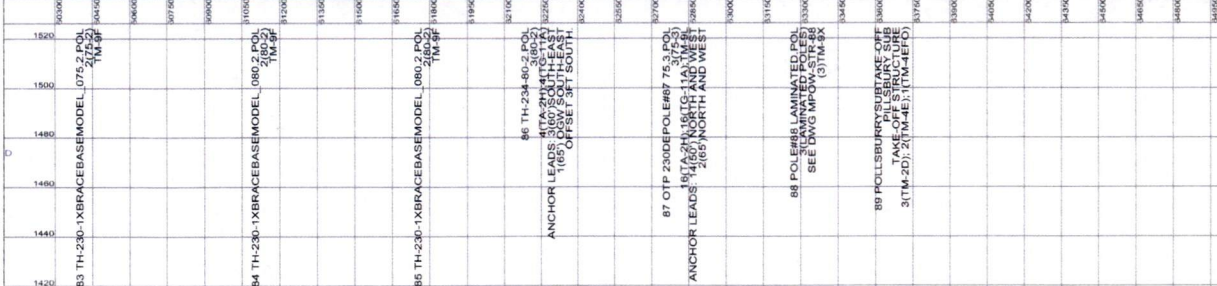 1520
1500
1480
1460
1440
1420
83 TH-230-1XBRACEBASEMODEL_075.2.POL
2(75-2)
TM-9F
84 TH-230-1XBRACEBASEMODEL_080.2.POL
2(80-2)
TM-9F
85 TH-230-1XBRACEBASEMODEL_080.2.POL
2(80-2)
TM-9F
86 TH-234-80-2.POL
3(80-2)
4(TA-2H);4(TG-11A)
ANCHOR LEADS: 3(60')SOUTH-EAST
1(65') OGW SOUTH-EAST
OFFSET 3FT SOUTH.
87 OTP 230DEPOLE#87 75.3.POL
3(75-3)
16(TA-2H);16(TG-11A);TM-9L
ANCHOR LEADS: 14(50') NORTH AND WEST
2(65')NORTH AND WEST
88 POLE#88 LAMINATED.POL
3(LAMINATED POLES)
SEE DWG MPOW-STR-88
(3)TM-9X
89 POLLSBURRYSUBTAKE-OFF
PILLSBURY SUB
TAKE-OFF STRUCTURE
3(TM-2D); 2(TM-4E);1(TM-4EFO)